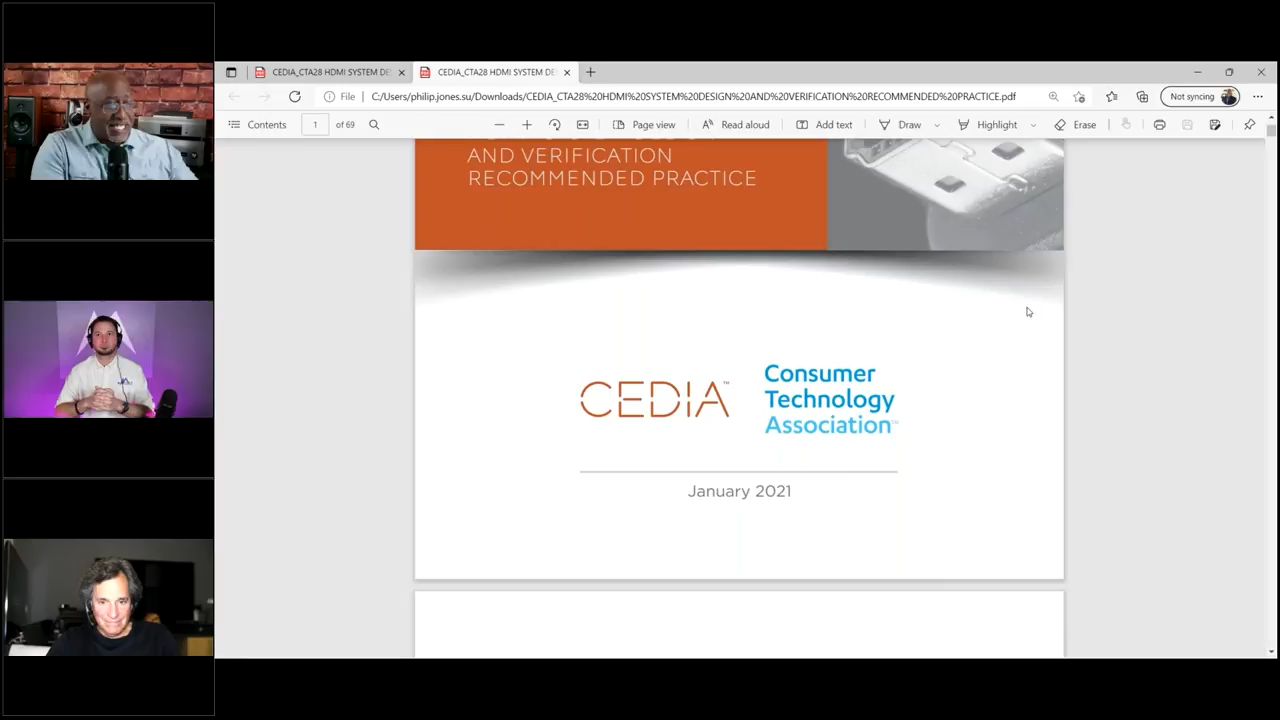 CEDIA_CTA28 HDMI SYSTEM DE
CEDIA_CTA28 HDMI SYSTEM DE
File
C:/Users/philip.jones.su/Downloads/CEDIA_CTA28%20HDMI%20SYSTEM%20DESIGN%20AND%20VERIFICATION%20RECOMMENDED%20PRACTICE.pdf
Not syncing
Contents
1
of 69
Page view
Read aloud
Add text
Draw
Highlight
Erase
AND VERIFICATION
RECOMMENDED PRACTICE
CEDIA™
Consumer
Technology
Association℠
January 2021